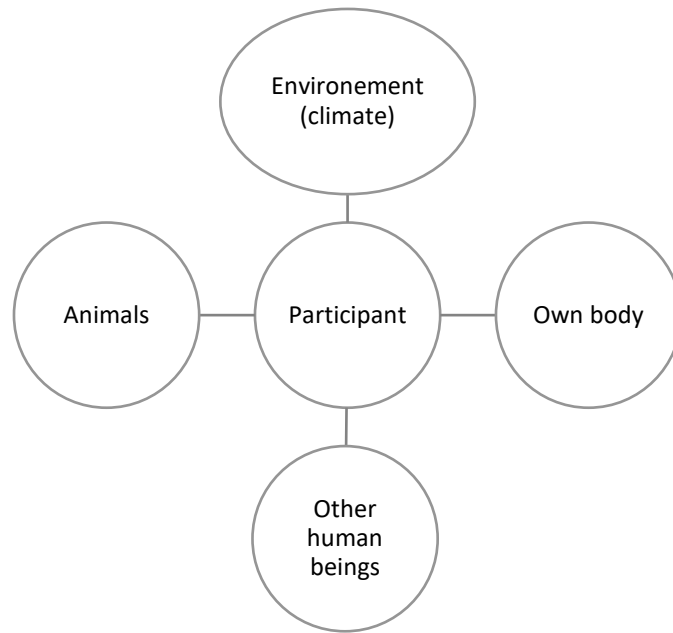 Environement
(climate)
Animals
Participant
Own body
Other
human
beings